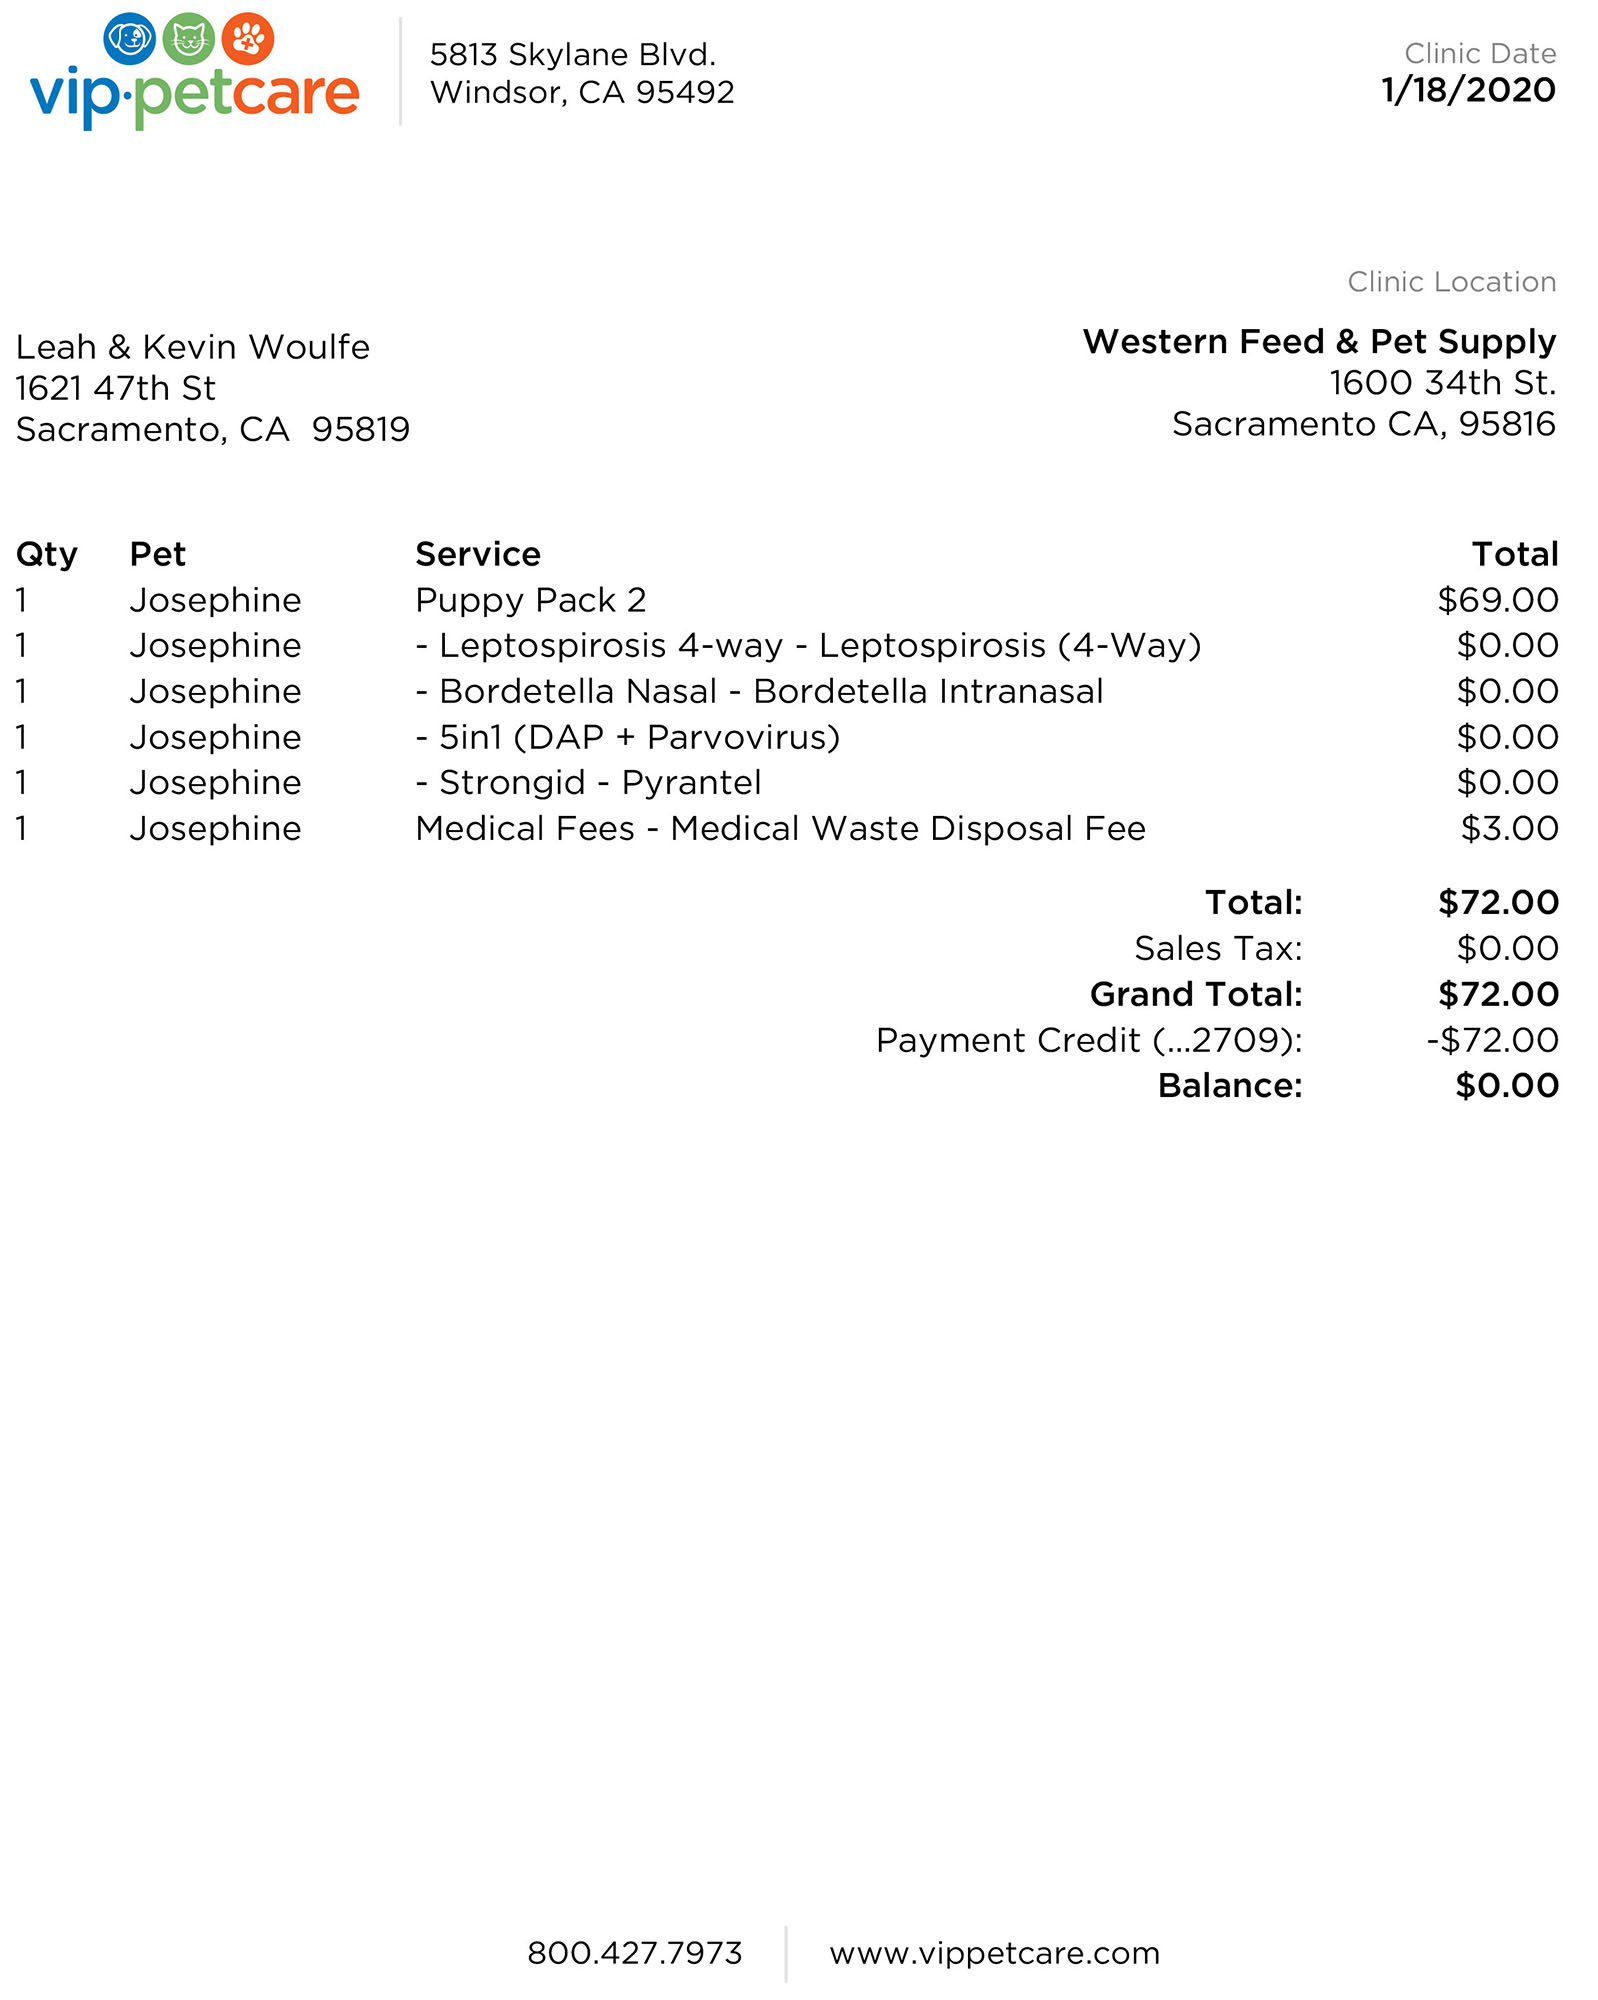 vip·petcare
5813 Skylane Blvd.
Windsor, CA 95492
Clinic Date
1/18/2020
Clinic Location
Leah & Kevin Woulfe
1621 47th St
Sacramento, CA  95819
Western Feed & Pet Supply
1600 34th St.
Sacramento CA, 95816
Qty Pet Service Total
1 Josephine Puppy Pack 2 $69.00
1 Josephine - Leptospirosis 4-way - Leptospirosis (4-Way) $0.00
1 Josephine - Bordetella Nasal - Bordetella Intranasal $0.00
1 Josephine - 5in1 (DAP + Parvovirus) $0.00
1 Josephine - Strongid - Pyrantel $0.00
1 Josephine Medical Fees - Medical Waste Disposal Fee $3.00
Total: $72.00
Sales Tax: $0.00
Grand Total: $72.00
Payment Credit (...2709): -$72.00
Balance: $0.00
800.427.7973
www.vippetcare.com